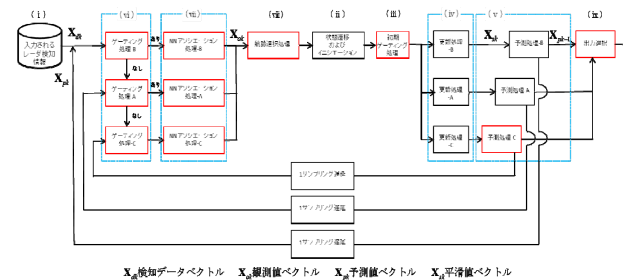 (i)
(vi)
(vii)
(viii)
(ii)
(iii)
(iv)
(v)
(ix)
入力される
レーダ検知
情報
Xdk
Xpk
ゲーティング
処理-B
あり
NNアソシエーション
処理-B
Xok
航跡選択処理
状態遷移
および
イニシエーション
初期
ゲーティング
処理
更新処理
-B
Xsk
予測処理-B
Xpk+1
出力選択
なし
ゲーティング
処理-A
あり
NNアソシエーション
処理-A
更新処理
-A
予測処理-A
なし
ゲーティング
処理-C
NNアソシエーション
処理-C
更新処理
-C
予測処理-C
1サンプリング遅延
1サンプリング遅延
1サンプリング遅延
Xdk検知データベクトル Xok観測値ベクトル Xpk予測値ベクトル Xsk平滑値ベクトル